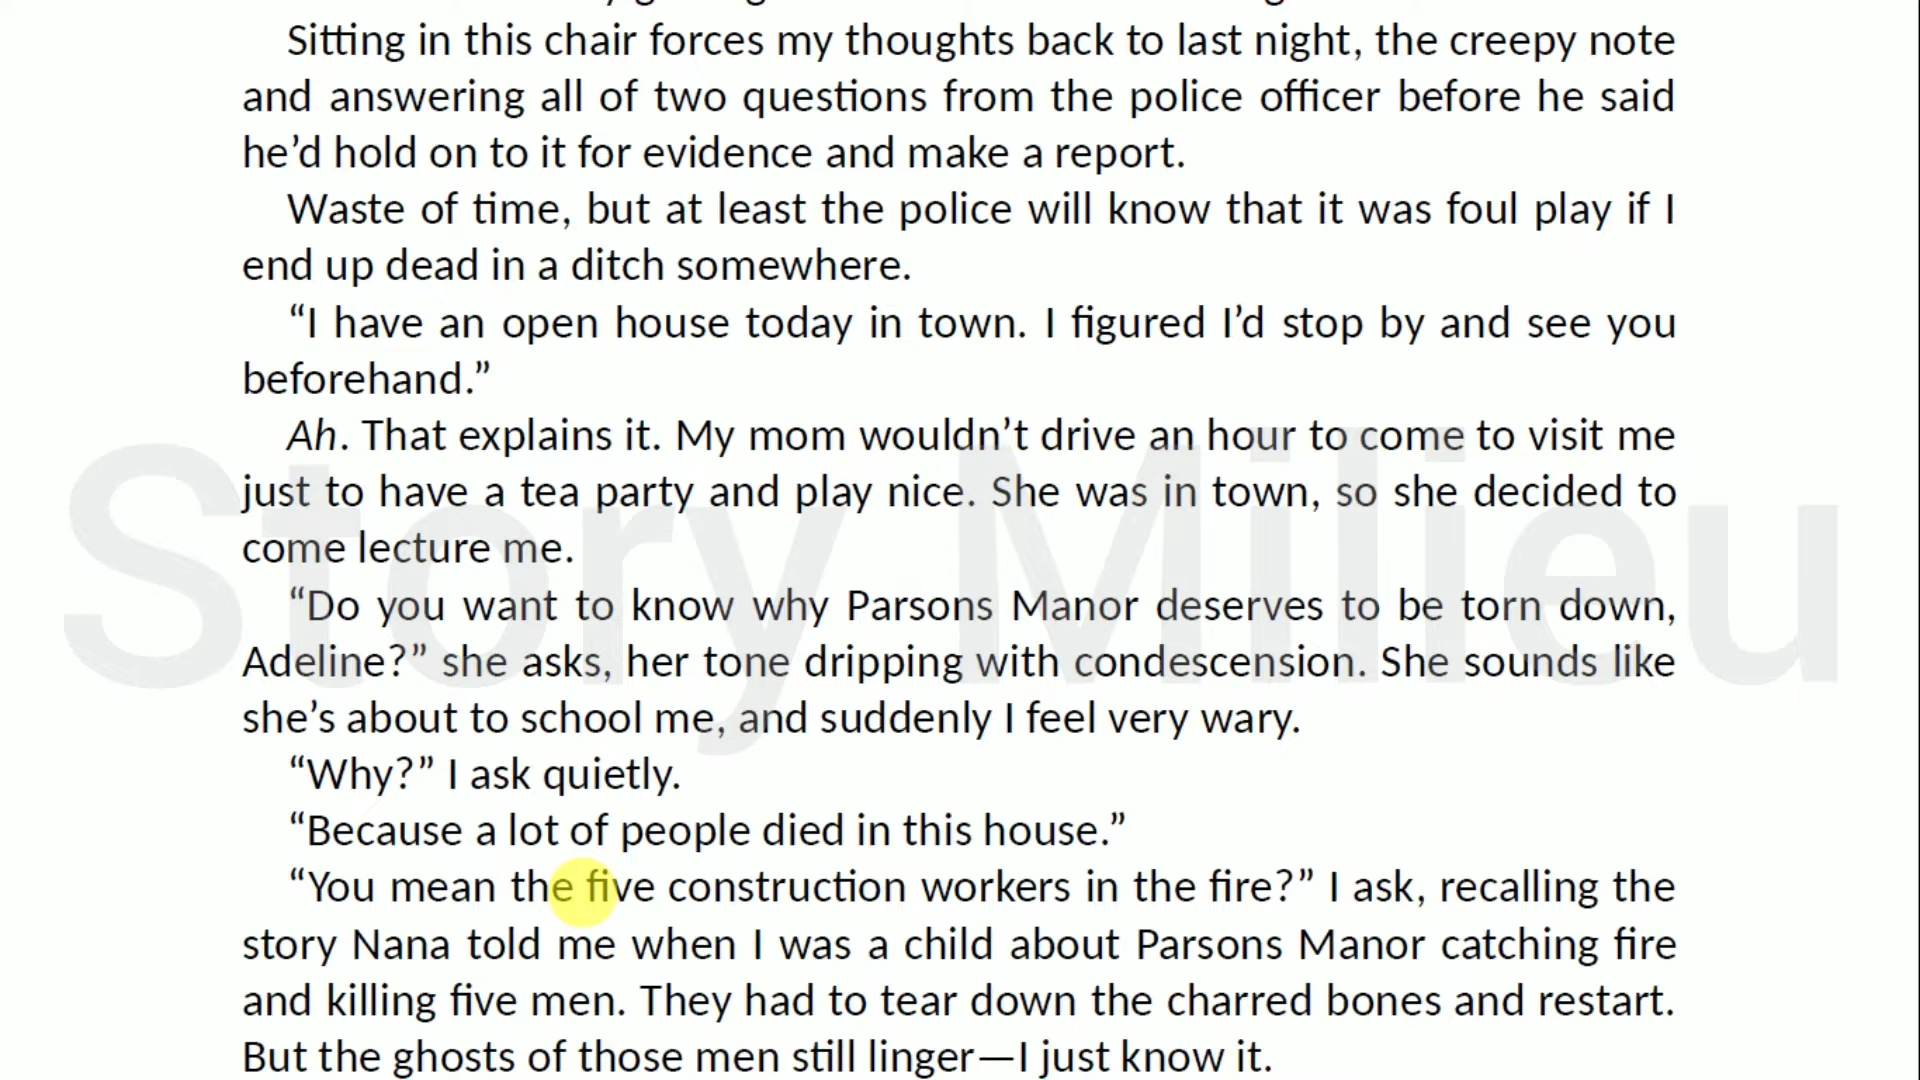 Sitting in this chair forces my thoughts back to last night, the creepy note
and answering all of two questions from the police officer before he said
he’d hold on to it for evidence and make a report.
Waste of time, but at least the police will know that it was foul play if I
end up dead in a ditch somewhere.
“I have an open house today in town. I figured I’d stop by and see you
beforehand.”
Ah. That explains it. My mom wouldn’t drive an hour to come to visit me
just to have a tea party and play nice. She was in town, so she decided to
come lecture me.
“Do you want to know why Parsons Manor deserves to be torn down,
Adeline?” she asks, her tone dripping with condescension. She sounds like
she’s about to school me, and suddenly I feel very wary.
“Why?” I ask quietly.
“Because a lot of people died in this house.”
“You mean the five construction workers in the fire?” I ask, recalling the
story Nana told me when I was a child about Parsons Manor catching fire
and killing five men. They had to tear down the charred bones and restart.
But the ghosts of those men still linger—I just know it.
Story Milieu